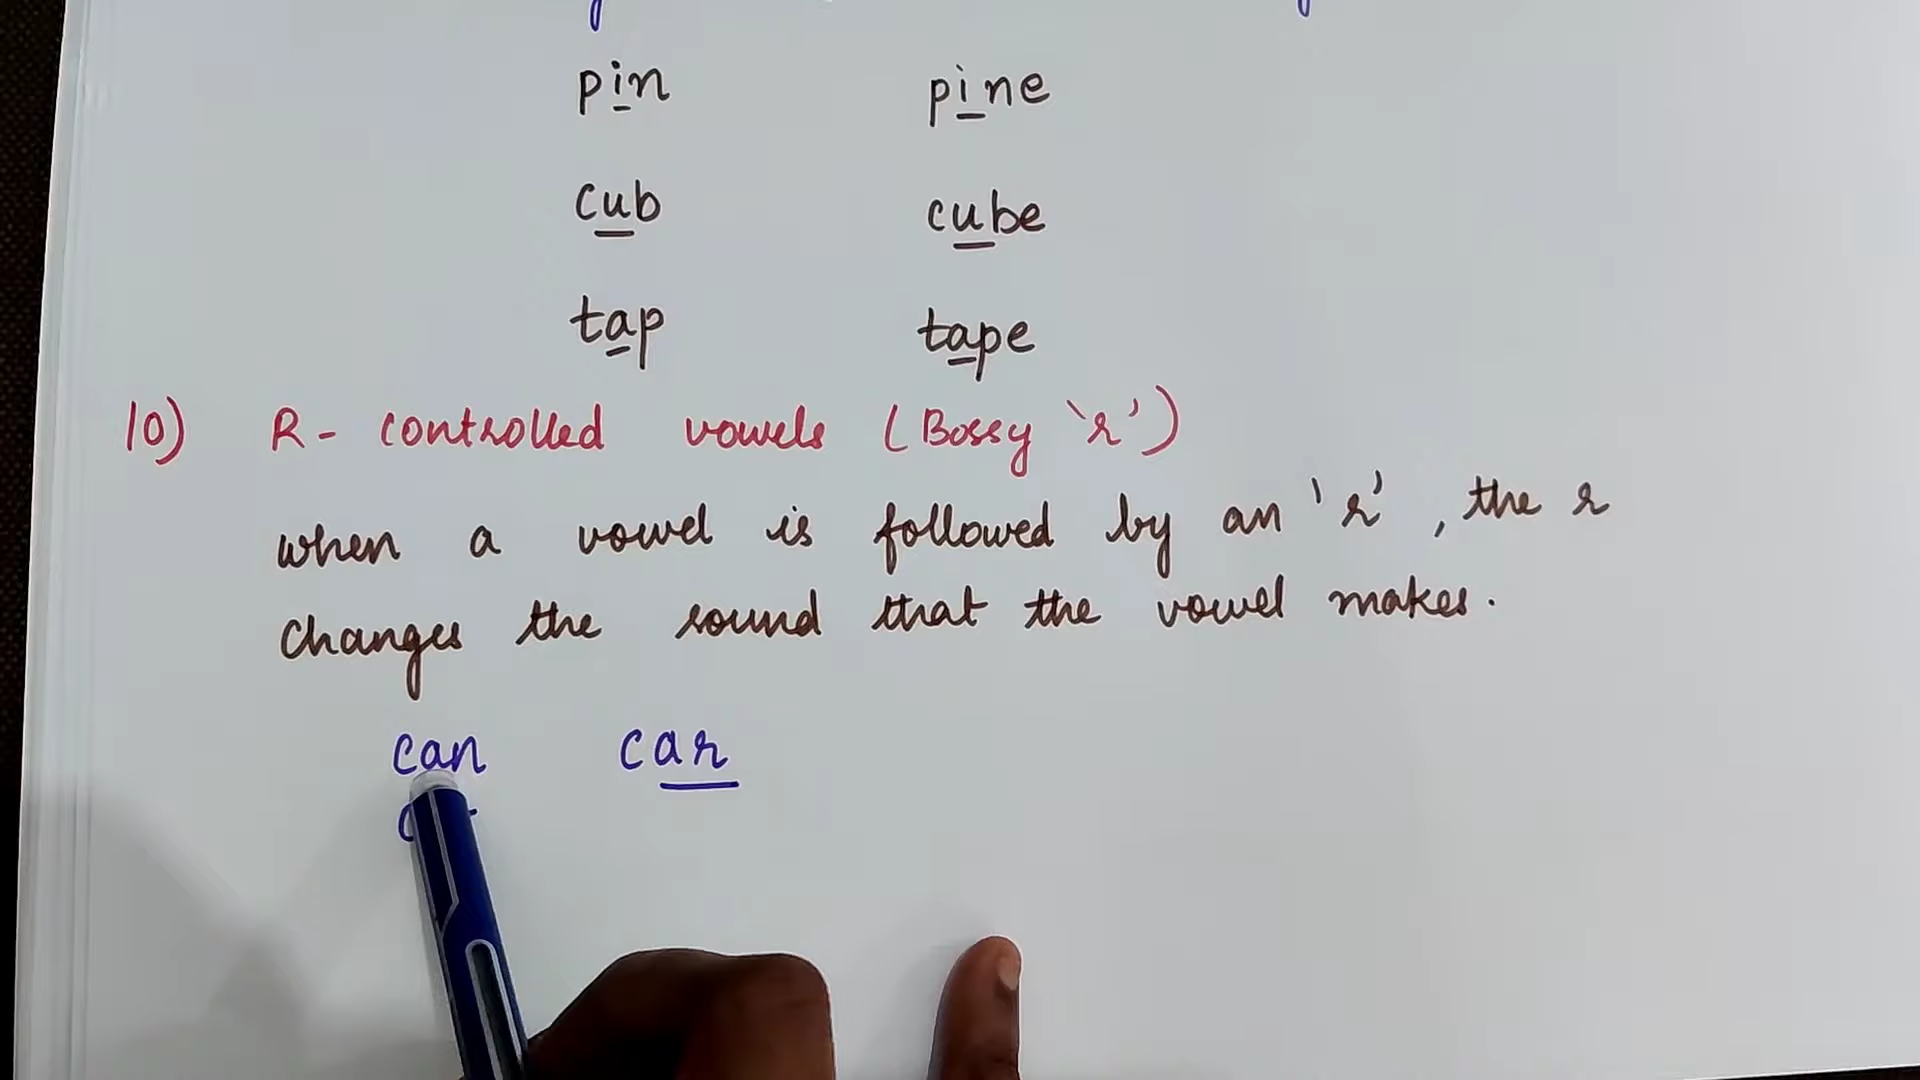 pin pine
cub cube
tap tape
10) R- controlled vowels (Bossy 'r')
when a vowel is followed by an 'r', the r
changes the sound that the vowel makes.
can car